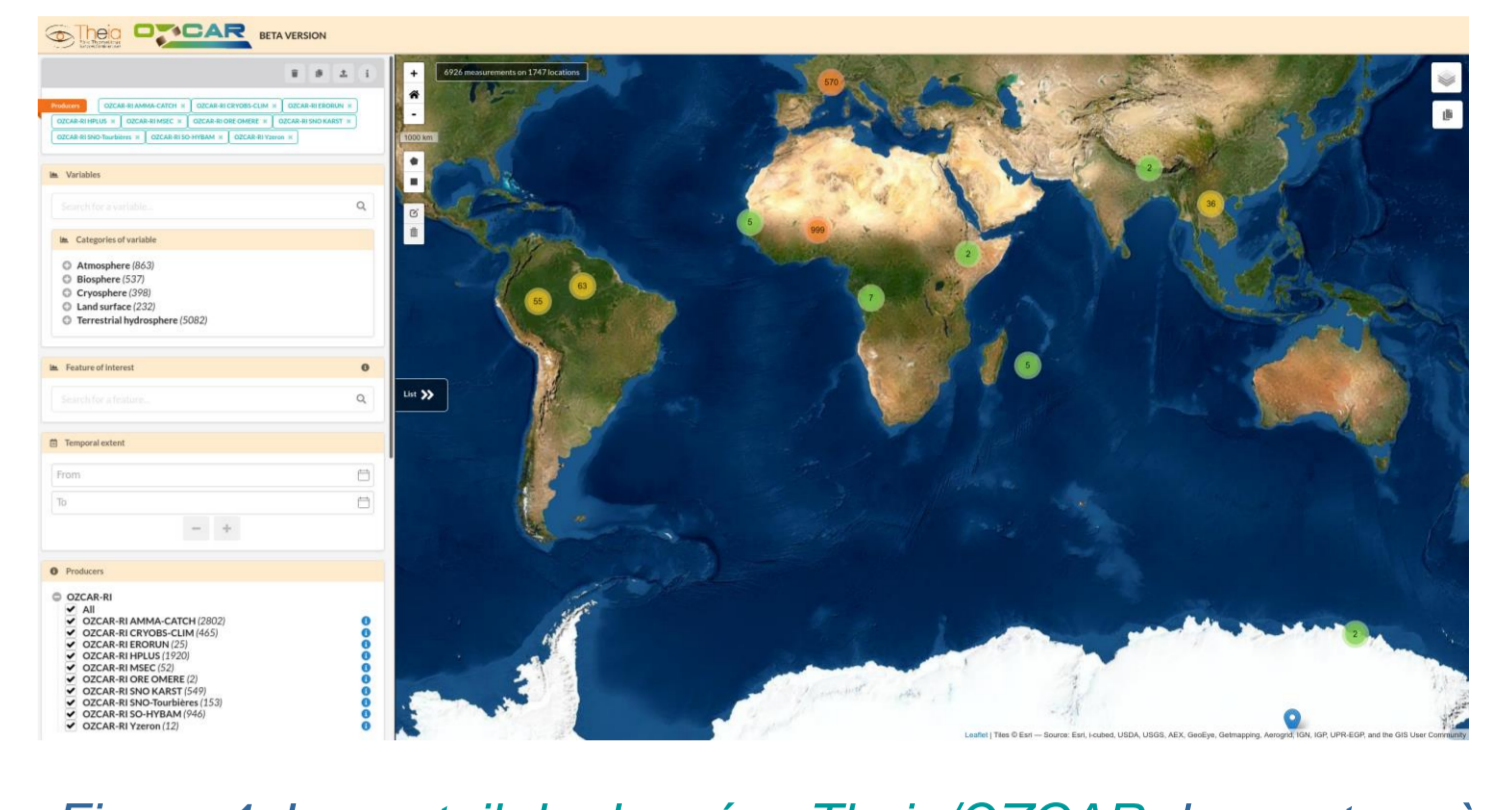 Theia OZCAR BETA VERSION
6926 measurements on 1747 locations
Producers OZCAR-RI AMMA-CATCH × OZCAR-RI CRYOBS-CLIM × OZCAR-RI ERORUN ×
OZCAR-RI HPLUS × OZCAR-RI MSEC × OZCAR-RI ORE OMERE × OZCAR-RI SNO KARST ×
OZCAR-RI SNO-Tourbières × OZCAR-RI SO-HYBAM × OZCAR-RI Yzeron ×
Variables
Search for a variable...
Categories of variable
Atmosphere (863)
Biosphere (537)
Cryosphere (398)
Land surface (232)
Terrestrial hydrosphere (5082)
Feature of interest
Search for a feature...
Temporal extent
From
To
Producers
OZCAR-RI
All
OZCAR-RI AMMA-CATCH (2802)
OZCAR-RI CRYOBS-CLIM (465)
OZCAR-RI ERORUN (25)
OZCAR-RI HPLUS (1920)
OZCAR-RI MSEC (52)
OZCAR-RI ORE OMERE (2)
OZCAR-RI SNO KARST (549)
OZCAR-RI SNO-Tourbières (153)
OZCAR-RI SO-HYBAM (946)
OZCAR-RI Yzeron (12)
+
-
1000 km
List
570
2
36
5
999
2
63
55
7
5
2
Leaflet | Tiles © Esri — Source: Esri, i-cubed, USDA, USGS, AEX, GeoEye, Getmapping, Aerogrid, IGN, IGP, UPR-EGP, and the GIS User Community